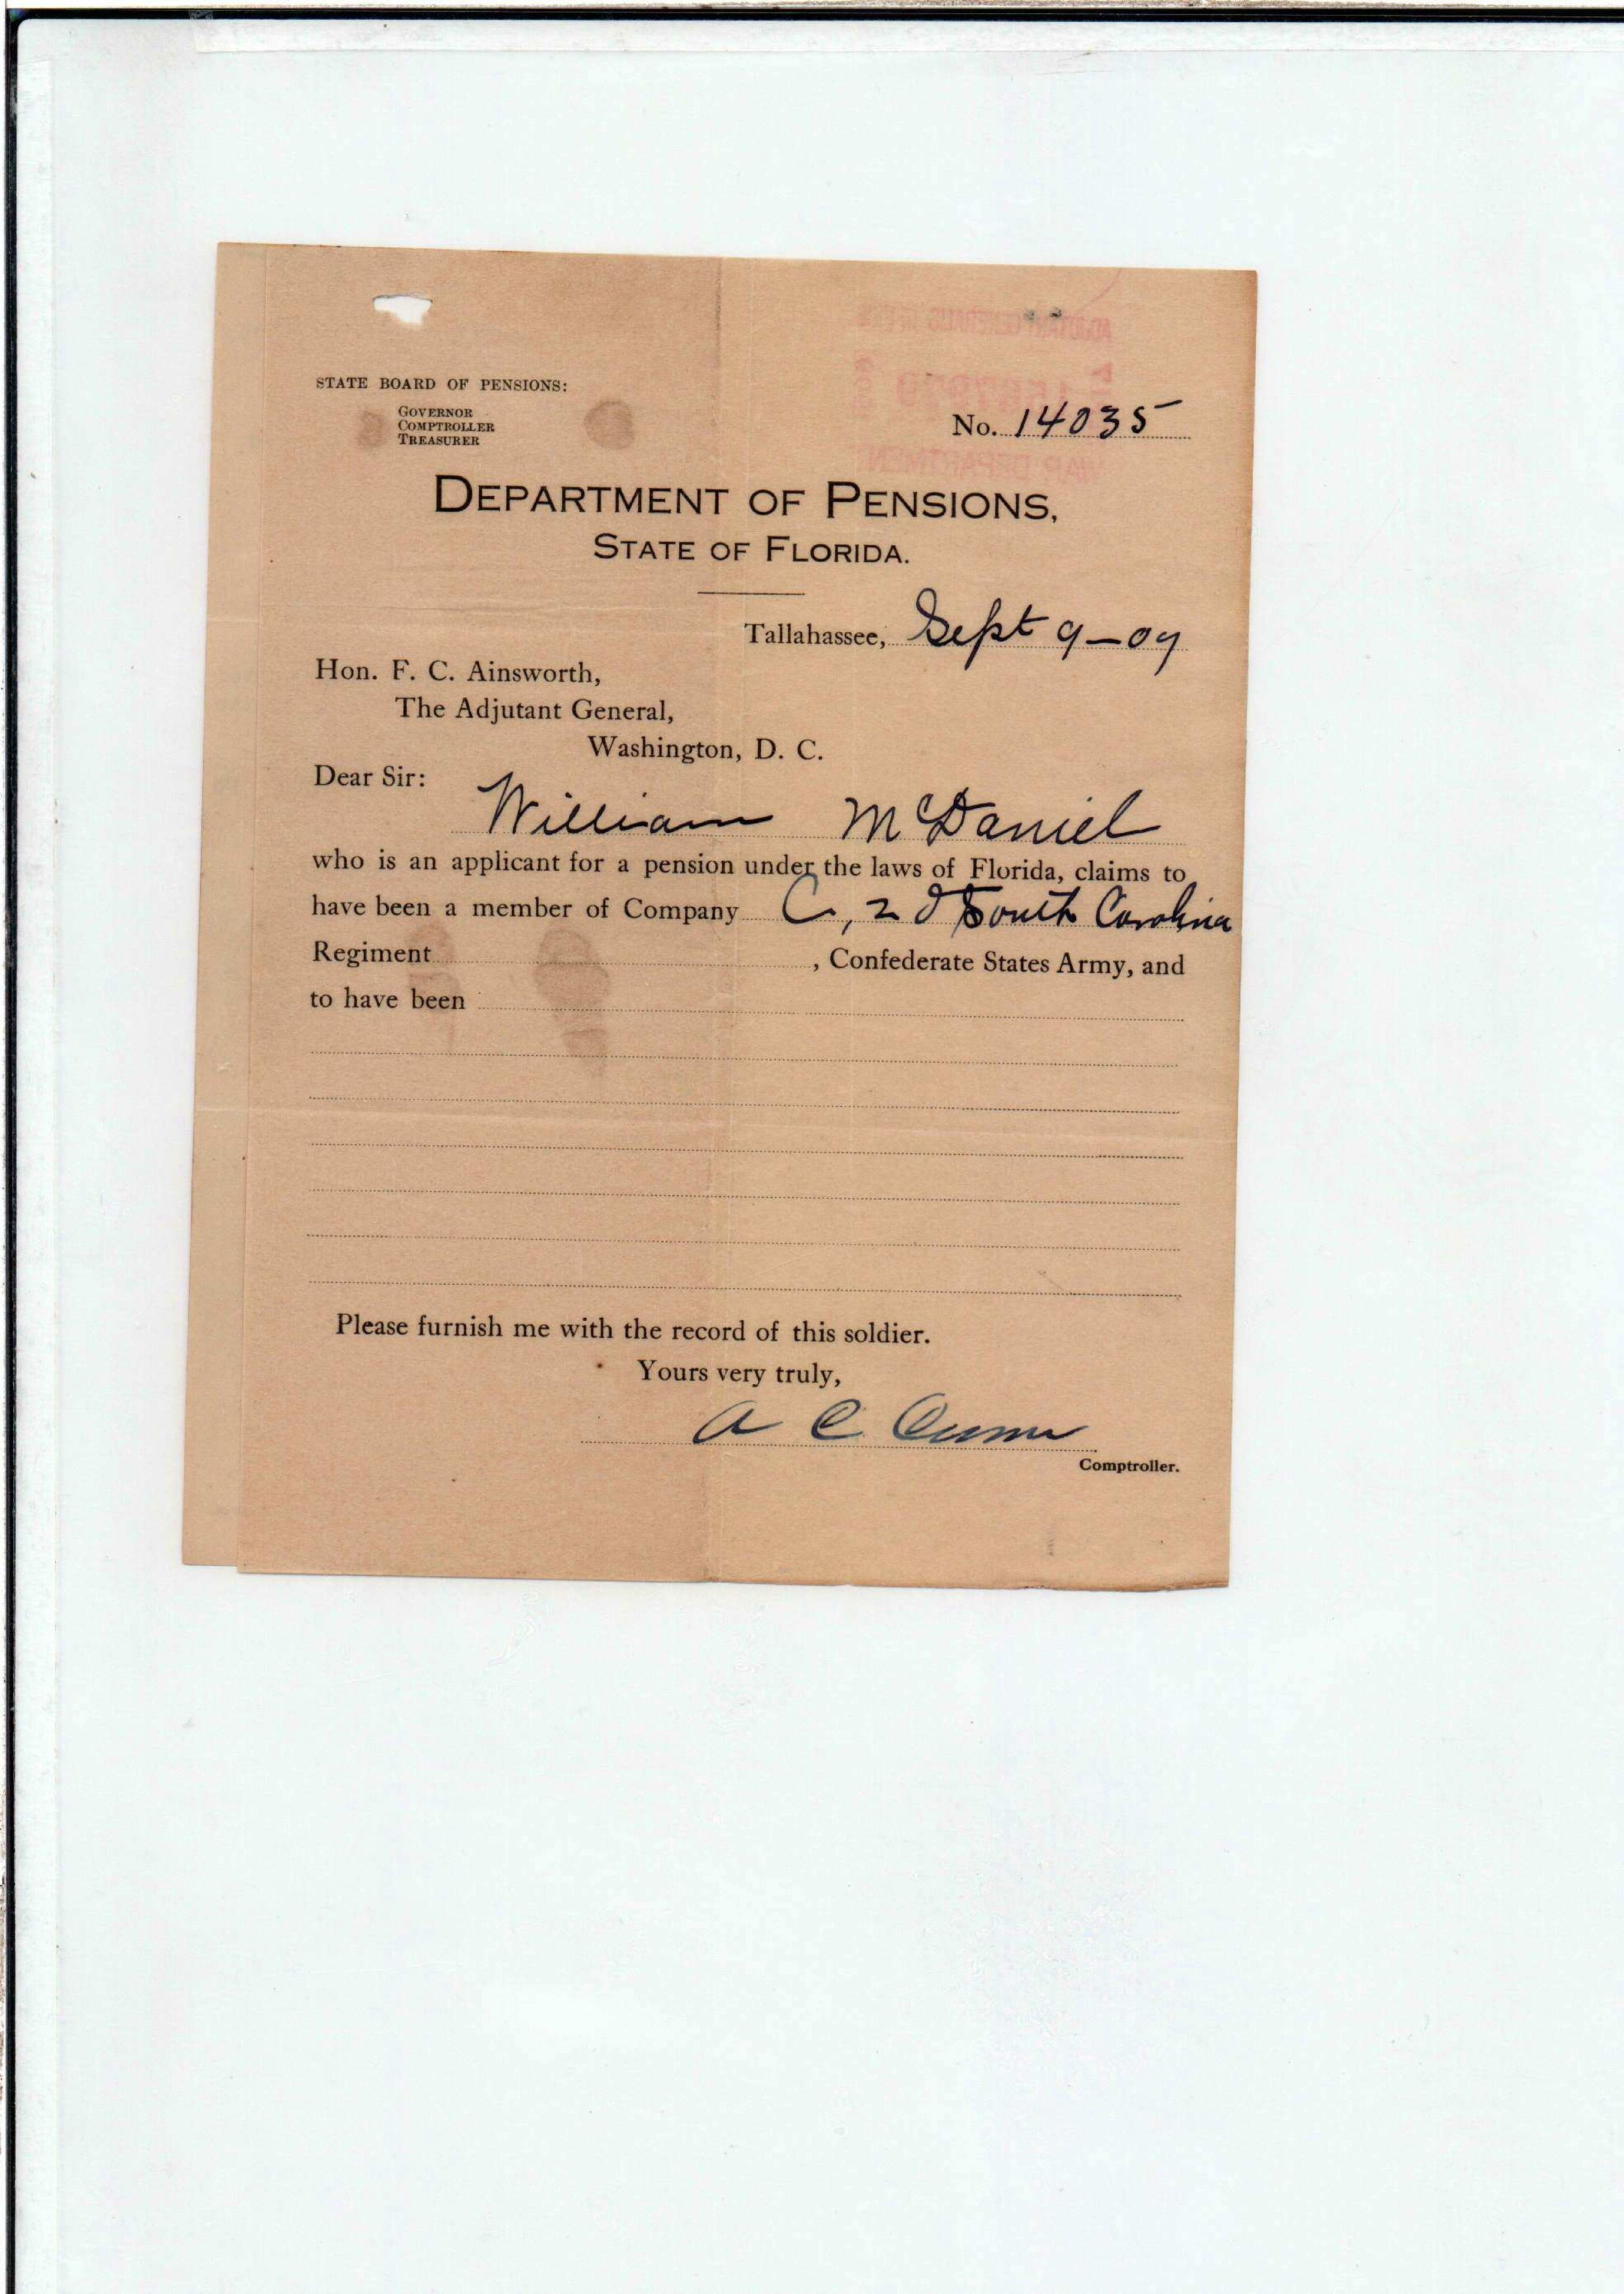 STATE BOARD OF PENSIONS:
GOVERNOR
COMPTROLLER
TREASURER
No. 14035
DEPARTMENT OF PENSIONS,
STATE OF FLORIDA.
Tallahassee, Sept 9-09
Hon. F. C. Ainsworth,
The Adjutant General,
Washington, D. C.
Dear Sir:
William McDaniel
who is an applicant for a pension under the laws of Florida, claims to
have been a member of Company C, 2d South Carolina
Regiment , Confederate States Army, and
to have been
Please furnish me with the record of this soldier.
Yours very truly,
A C
Comptroller.